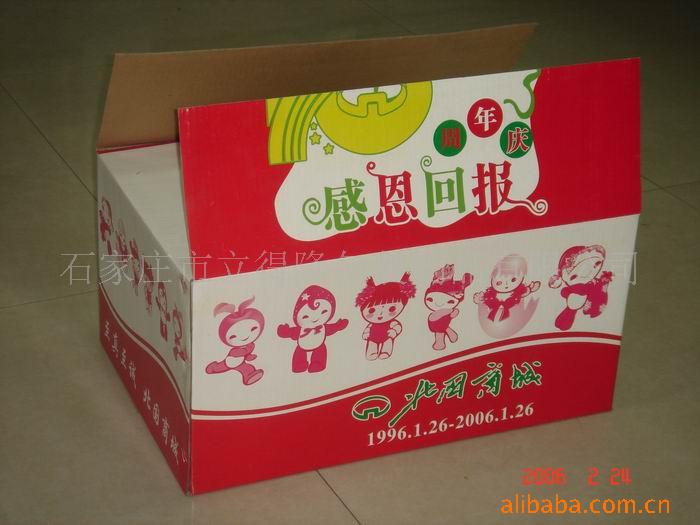 周年庆
感恩回报
石家庄市立得隆
司
北国商城
1996.1.26-2006.1.26
至真至诚 北国商城
2006 2 24
alibaba.com.cn